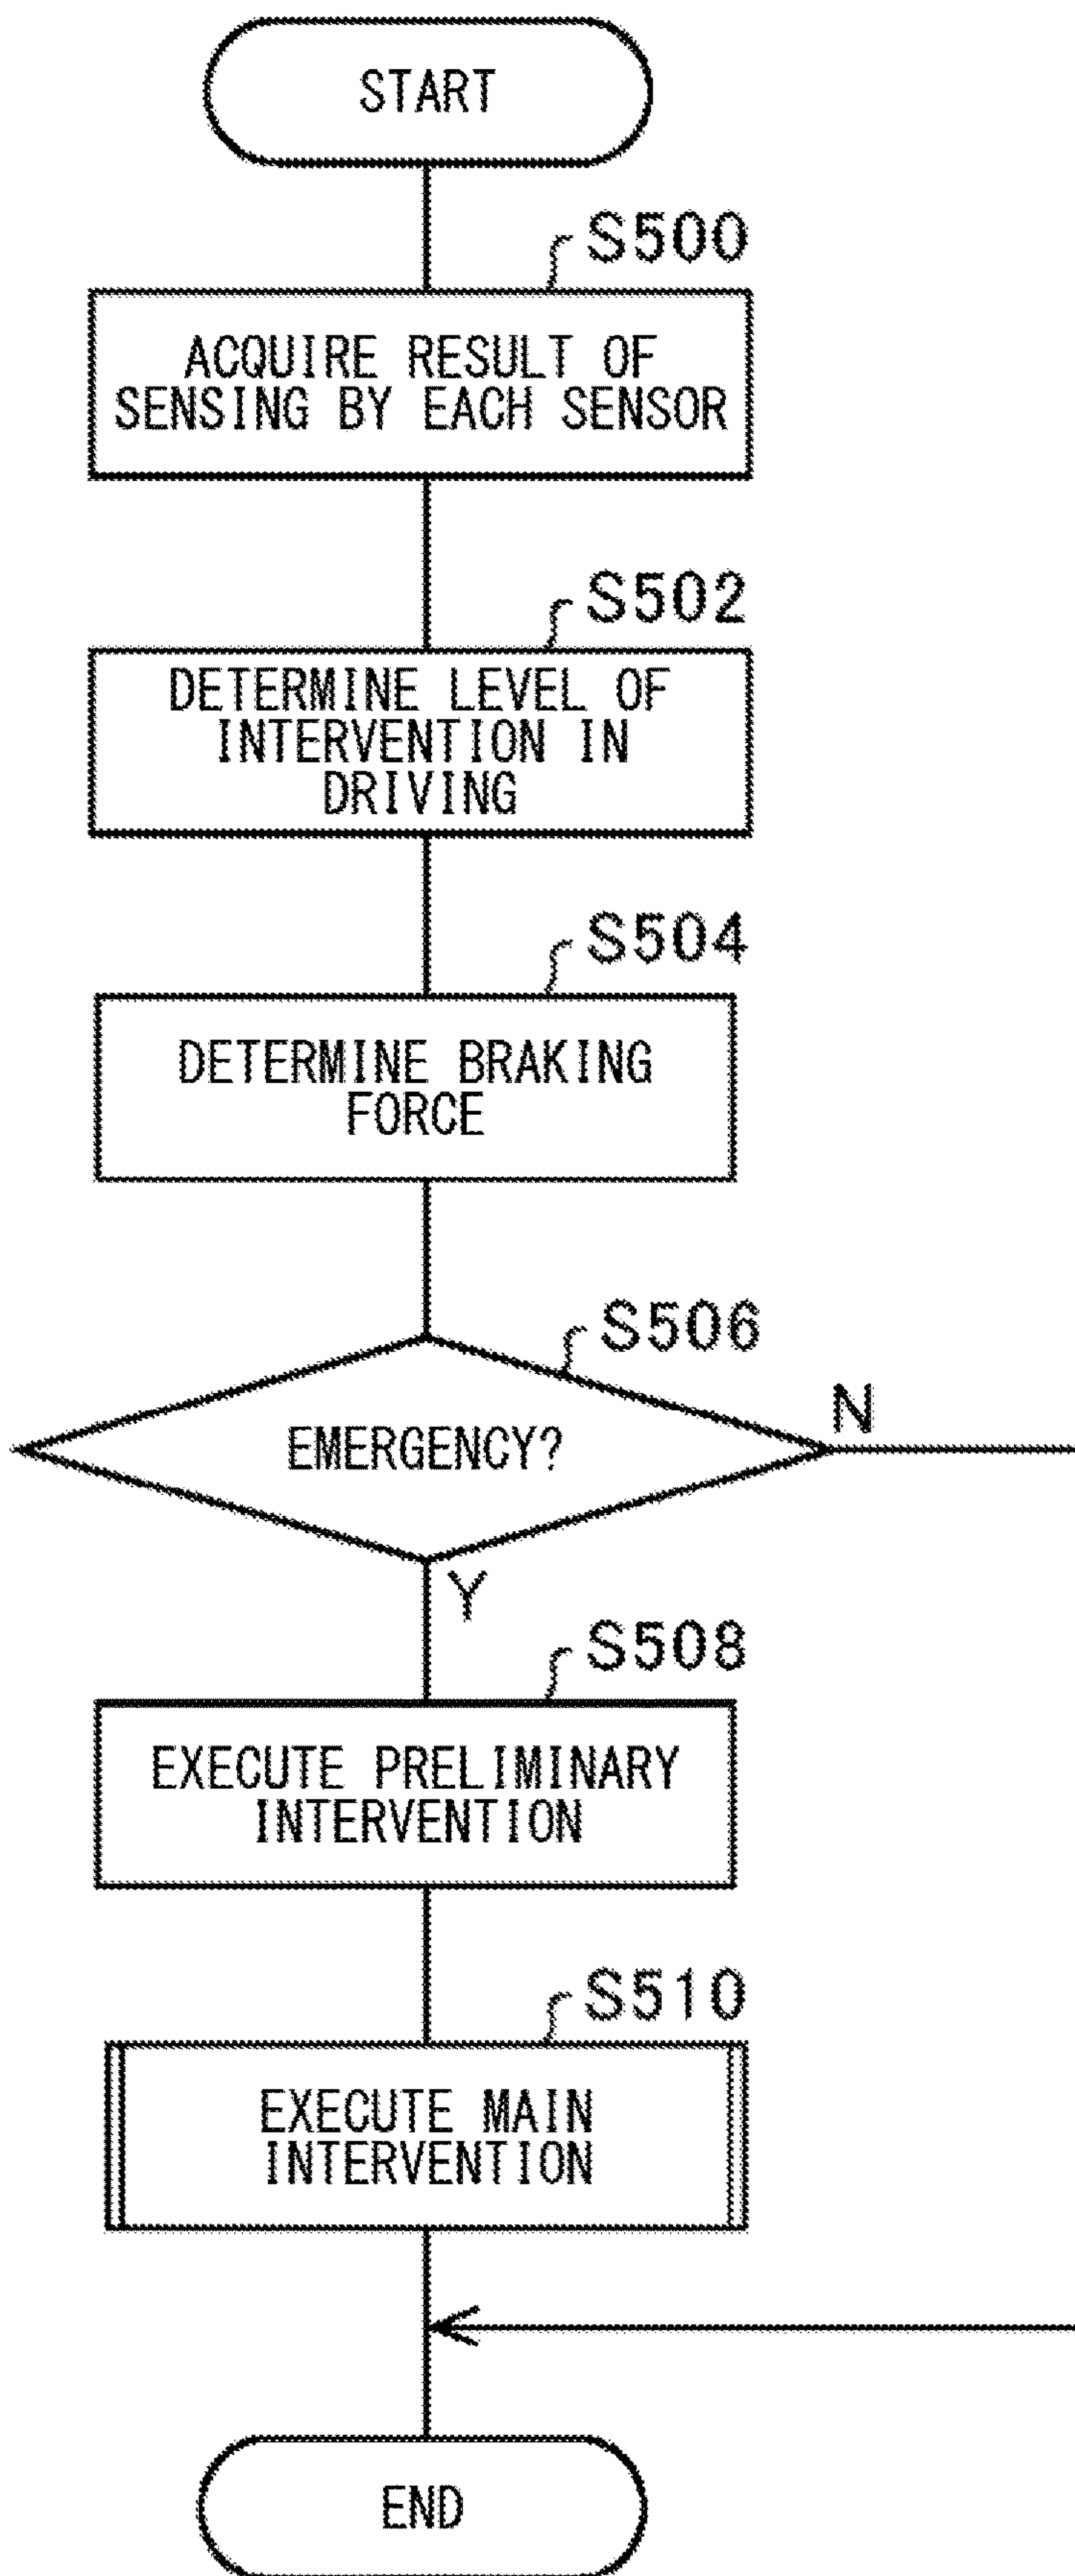 START
S500
ACQUIRE RESULT OF
SENSING BY EACH SENSOR
S502
DETERMINE LEVEL OF
INTERVENTION IN
DRIVING
S504
DETERMINE BRAKING
FORCE
S506
EMERGENCY?
N
Y
S508
EXECUTE PRELIMINARY
INTERVENTION
S510
EXECUTE MAIN
INTERVENTION
END